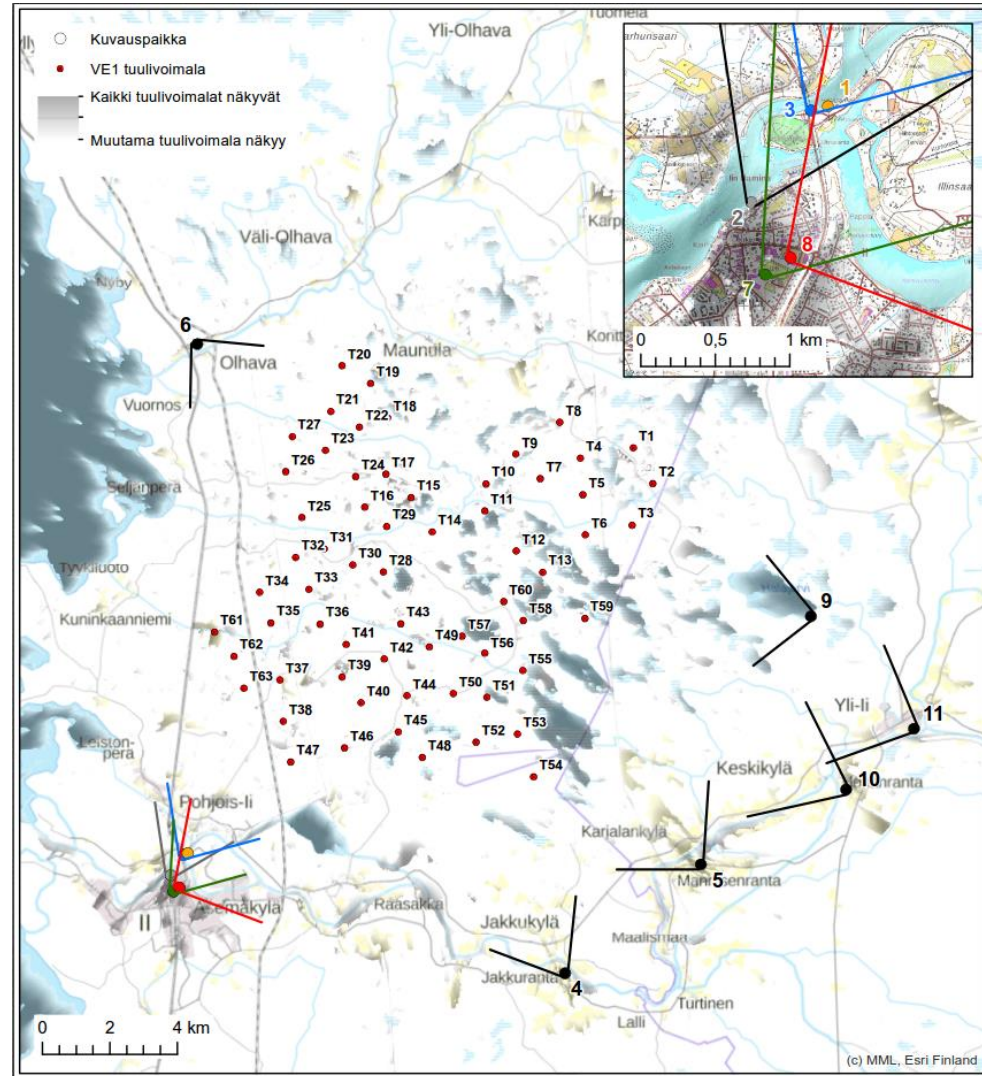 Kuvauspaikka
VE1 tuulivoimala
Kaikki tuulivoimalat näkyvät
Muutama tuulivoimala näkyy
Yli-Olhava
Tuomela
Väli-Olhava
Nyby
6
Olhava
Maunula
Vuornos
Seljänperä
Tyvkiluoto
Kuninkaanniemi
1
3
2
8
7
Illinsaa
0 0,5 1 km
T20
T19
T21
T22
T18
T27
T23
T8
T1
T9
T4
T26
T24
T17
T10
T7
T2
T15
T5
T16
T11
T25
T29
T14
T6
T3
T31
T32
T30
T12
T28
T13
T34
T33
T60
T58
T59
T61
T35
T36
T43
T57
9
T62
T41
T49
T56
T42
T55
T63
T37
T39
T50
T44
T51
T40
T38
T45
T53
T52
T46
T47
T48
T54
Yli-Ii
11
Leiston-
perä
Keskikylä
10
Pohjois-Ii
Karjalankylä
5
II
Asemakylä
Raasakka
Jakkukylä
Maalismaa
Jakkuranta
4
Turtinen
Lalli
0 2 4 km
(c) MML, Esri Finland